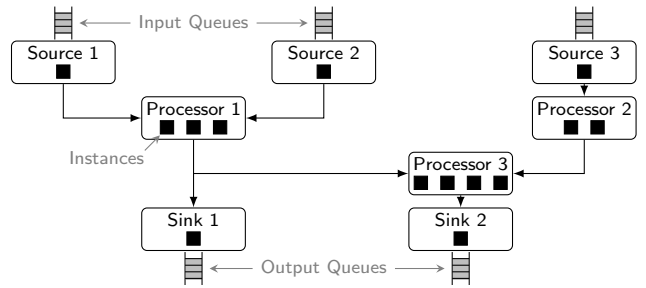 Input Queues
Source 1
Source 2
Source 3
Processor 1
Processor 2
Instances
Processor 3
Sink 1
Sink 2
Output Queues